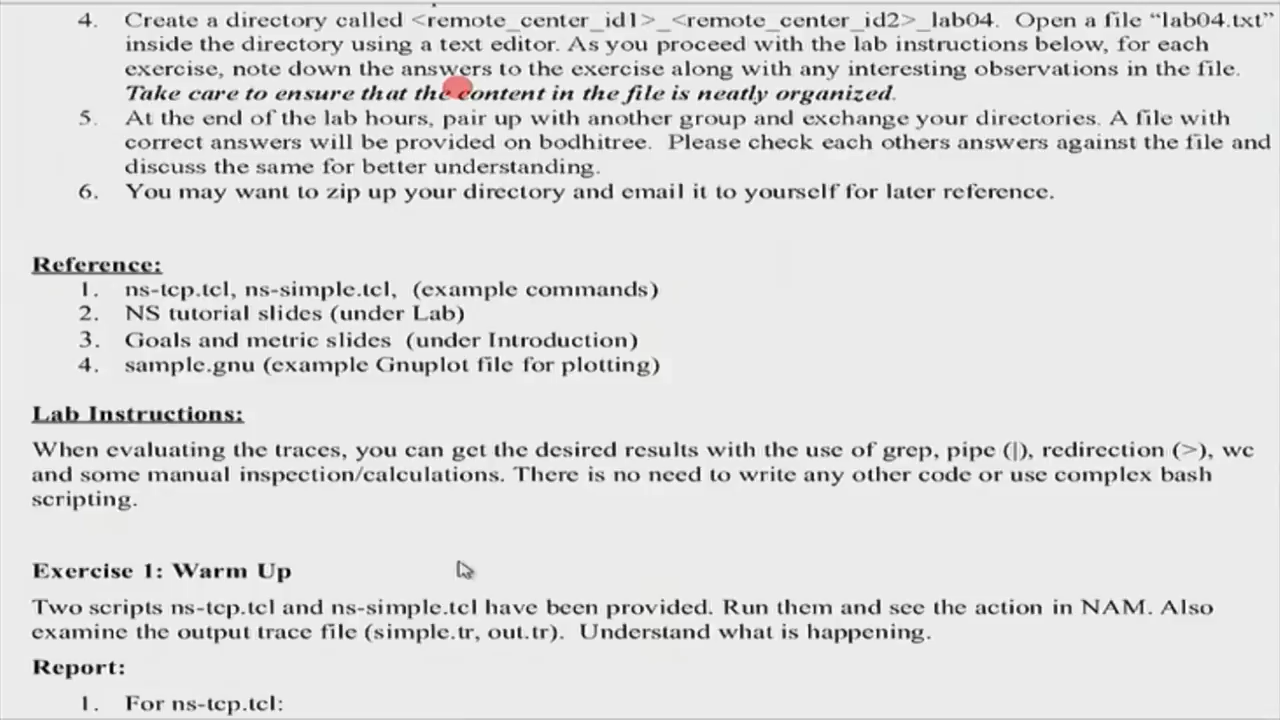 4. Create a directory called <remote_center_id1>_<remote_center_id2>_lab04. Open a file “lab04.txt”
inside the directory using a text editor. As you proceed with the lab instructions below, for each
exercise, note down the answers to the exercise along with any interesting observations in the file.
Take care to ensure that the content in the file is neatly organized.
5. At the end of the lab hours, pair up with another group and exchange your directories. A file with
correct answers will be provided on bodhitree. Please check each others answers against the file and
discuss the same for better understanding.
6. You may want to zip up your directory and email it to yourself for later reference.
Reference:
1. ns-tcp.tcl, ns-simple.tcl, (example commands)
2. NS tutorial slides (under Lab)
3. Goals and metric slides (under Introduction)
4. sample.gnu (example Gnuplot file for plotting)
Lab Instructions:
When evaluating the traces, you can get the desired results with the use of grep, pipe (|), redirection (>), wc
and some manual inspection/calculations. There is no need to write any other code or use complex bash
scripting.
Exercise 1: Warm Up
Two scripts ns-tcp.tcl and ns-simple.tcl have been provided. Run them and see the action in NAM. Also
examine the output trace file (simple.tr, out.tr). Understand what is happening.
Report:
1. For ns-tcp.tcl: